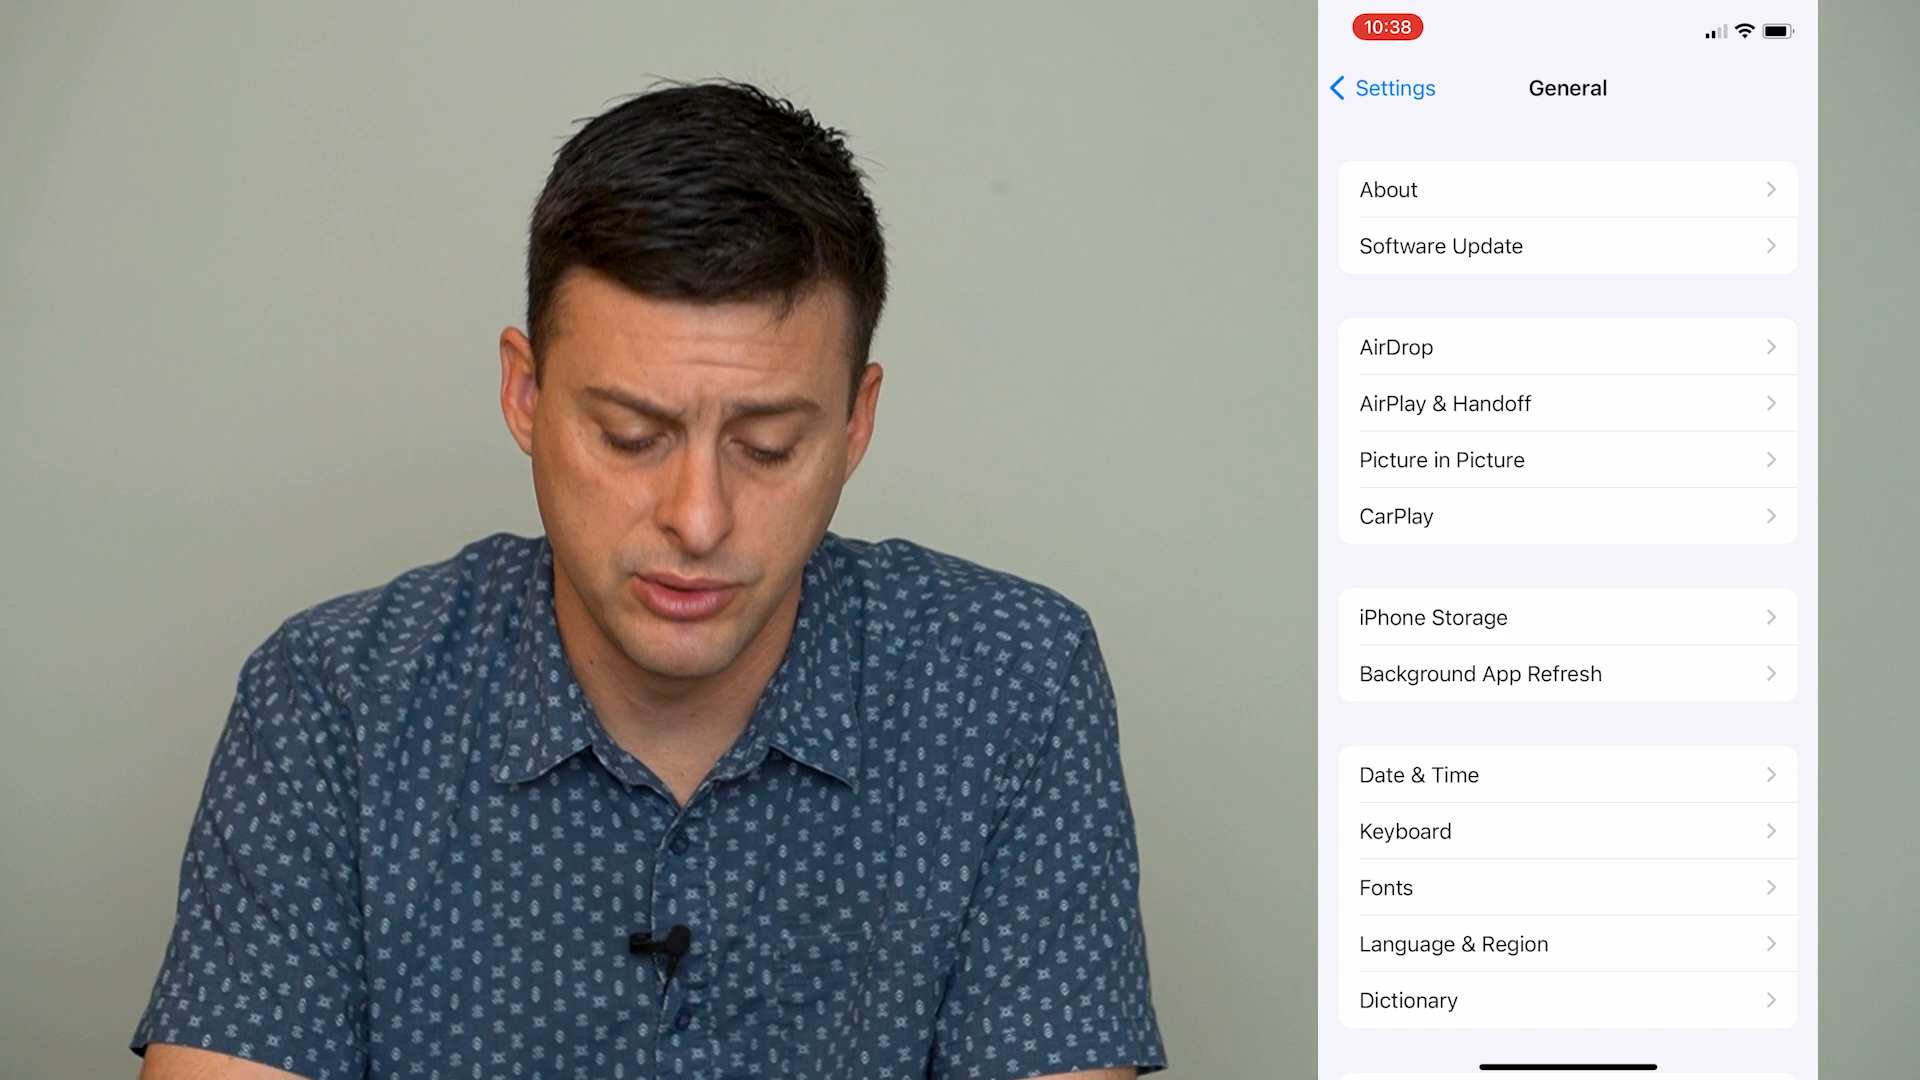 10:38
Settings
General
About
Software Update
AirDrop
AirPlay & Handoff
Picture in Picture
CarPlay
iPhone Storage
Background App Refresh
Date & Time
Keyboard
Fonts
Language & Region
Dictionary